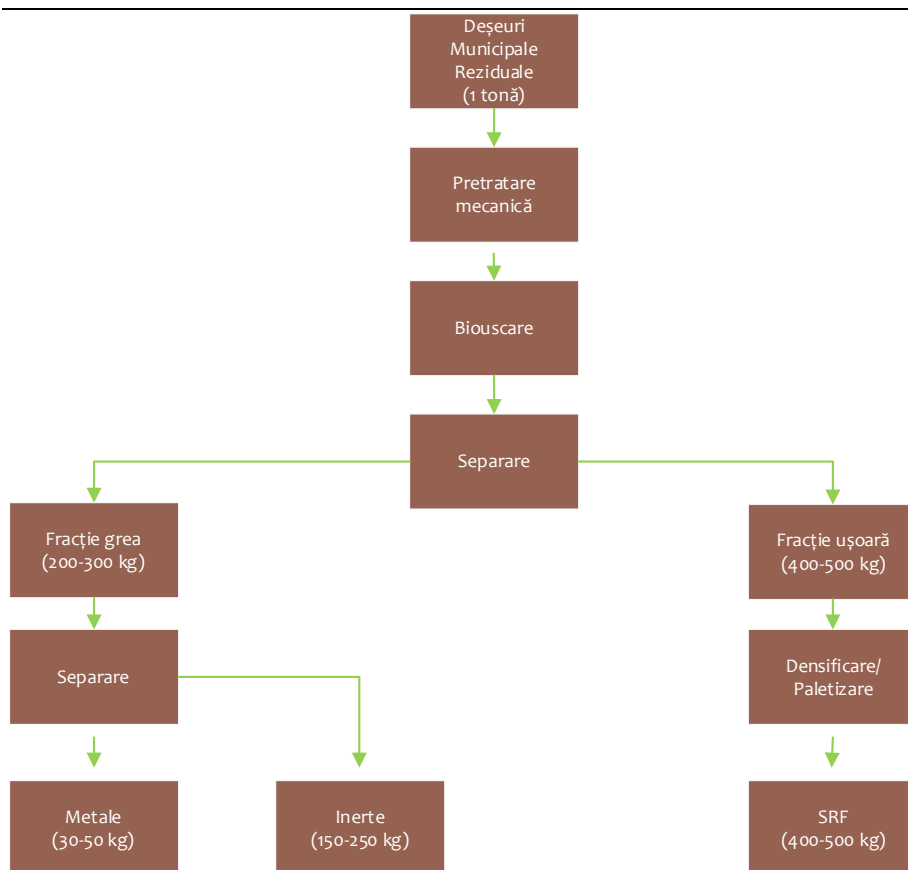 Deșeuri
Municipale
Reziduale
(1 tonă)
Pretratare
mecanică
Biouscare
Separare
Fracție grea
(200-300 kg)
Fracție ușoară
(400-500 kg)
Separare
Densificare/
Paletizare
Metale
(30-50 kg)
Inerte
(150-250 kg)
SRF
(400-500 kg)